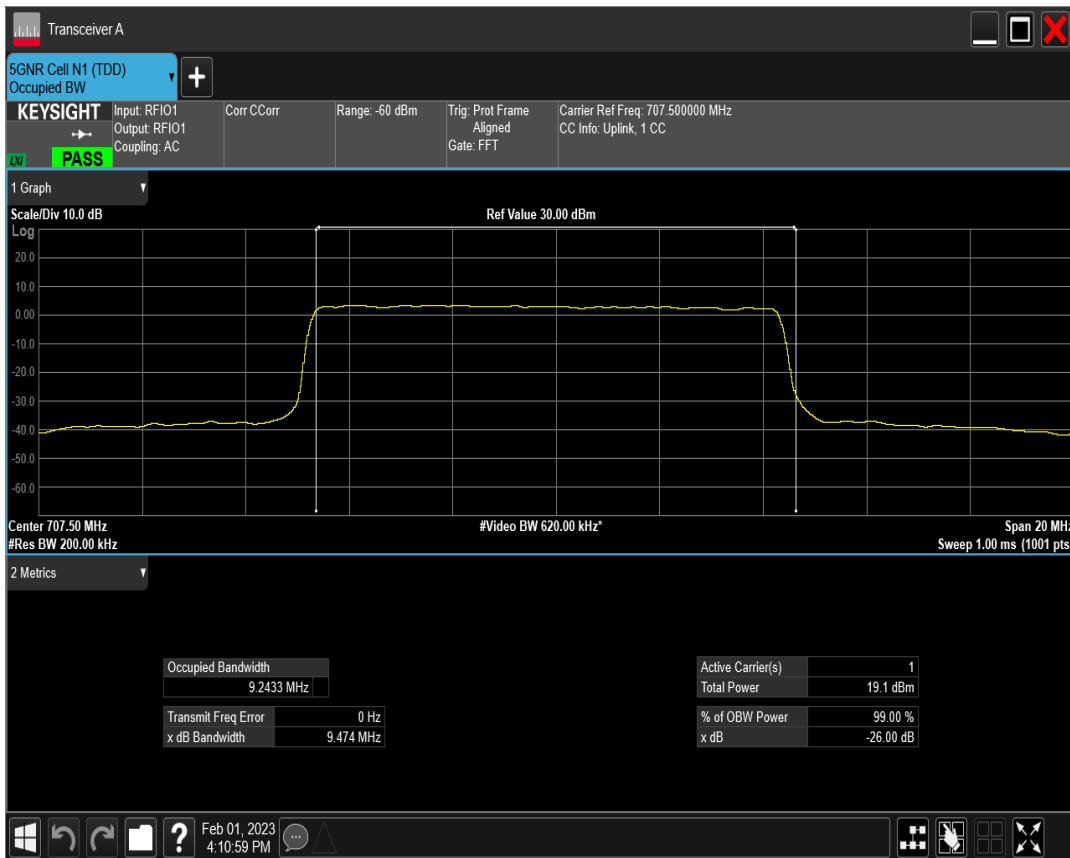 Transceiver A
5GNR Cell N1 (TDD)
Occupied BW
+
KEYSIGHT
LXI
PASS
Input: RFIO1
Output: RFIO1
Coupling: AC
Corr CCorr
Range: -60 dBm
Trig: Prot Frame
Aligned
Gate: FFT
Carrier Ref Freq: 707.500000 MHz
CC Info: Uplink, 1 CC
1 Graph
Scale/Div 10.0 dB
Ref Value 30.00 dBm
Log
20.0
10.0
0.00
-10.0
-20.0
-30.0
-40.0
-50.0
-60.0
Center 707.50 MHz
#Video BW 620.00 kHz*
Span 20 MHz
#Res BW 200.00 kHz
Sweep 1.00 ms (1001 pts
2 Metrics
Occupied Bandwidth
9.2433 MHz
Transmit Freq Error 0 Hz
x dB Bandwidth 9.474 MHz
Active Carrier(s) 1
Total Power 19.1 dBm
% of OBW Power 99.00 %
x dB -26.00 dB
?
Feb 01, 2023
4:10:59 PM